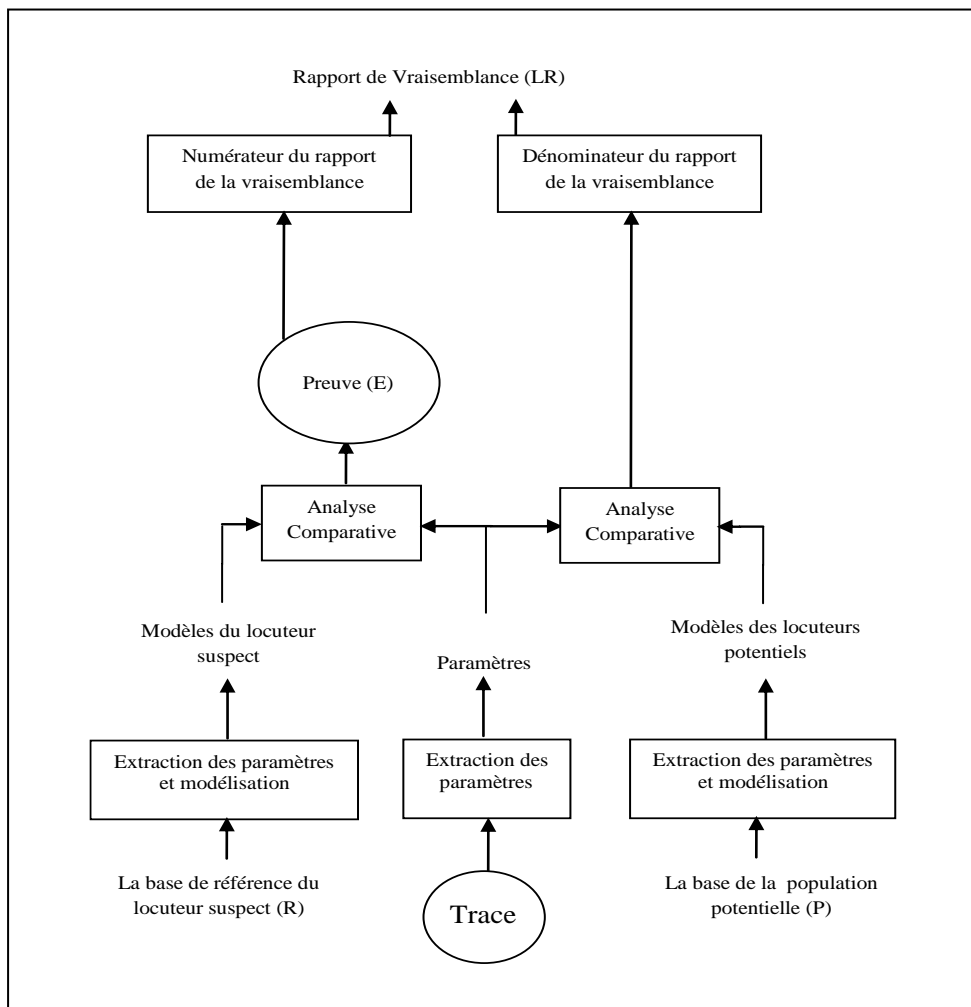 Rapport de Vraisemblance (LR)
Numérateur du rapport
de la vraisemblance
Dénominateur du rapport
de la vraisemblance
Preuve (E)
Analyse
Comparative
Analyse
Comparative
Modèles du locuteur
suspect
Paramètres
Modèles des locuteurs
potentiels
Extraction des paramètres
et modélisation
Extraction des
paramètres
Extraction des paramètres
et modélisation
La base de référence du
locuteur suspect (R)
Trace
La base de la population
potentielle (P)